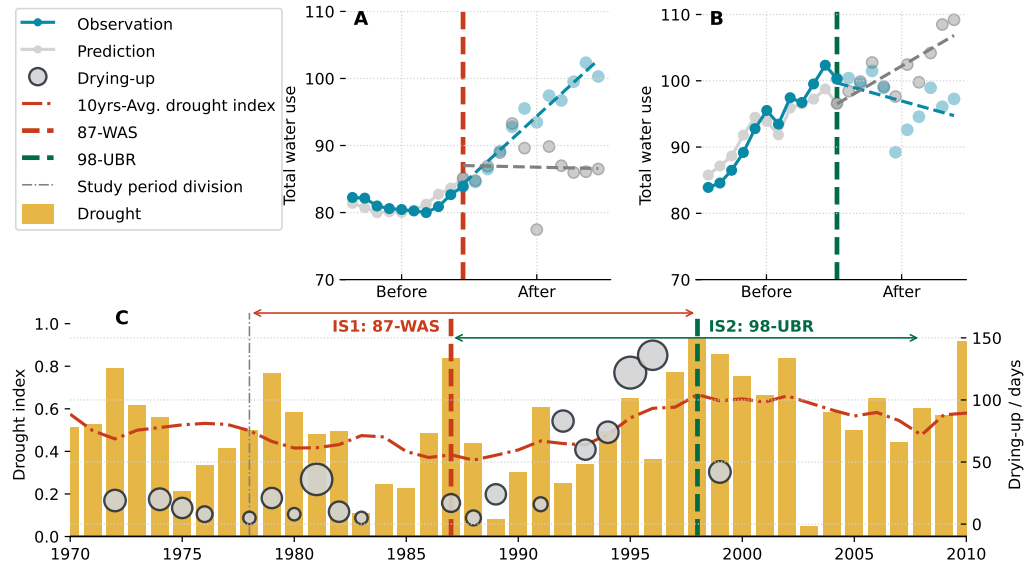 Observation
Prediction
Drying-up
10yrs-Avg. drought index
87-WAS
98-UBR
Study period division
Drought
A
Total water use
110
100
90
80
70
Before
After
B
Total water use
110
100
90
80
70
Before
After
C
IS1: 87-WAS
IS2: 98-UBR
Drought index
1.0
0.8
0.6
0.4
0.2
0.0
Drying-up / days
150
100
50
0
1970
1975
1980
1985
1990
1995
2000
2005
2010